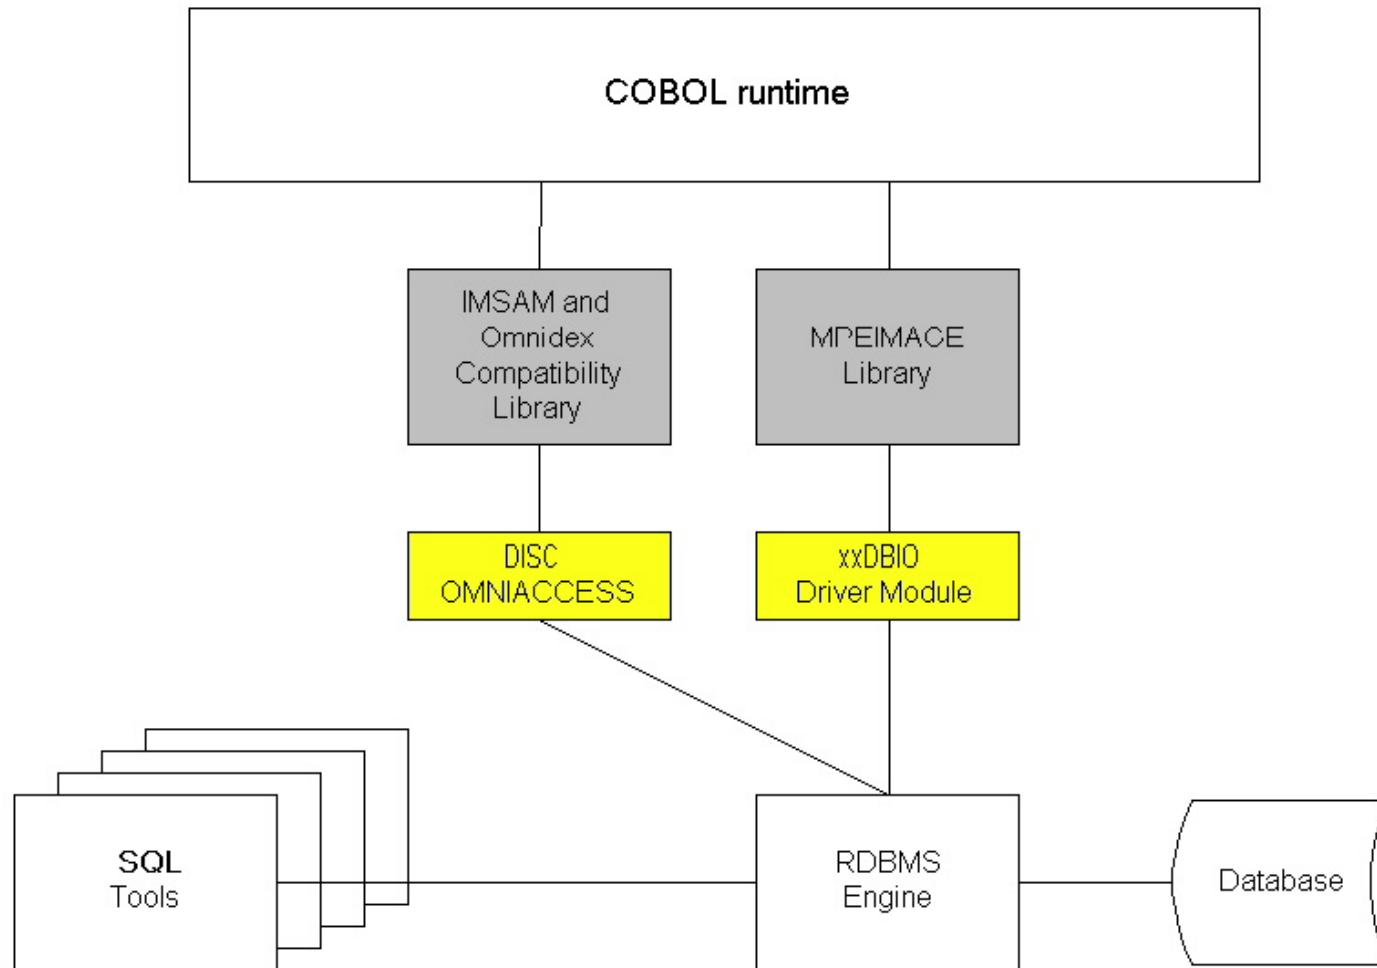 COBOL runtime
IMSAM and
Omnidex
Compatibility
Library
MPEIMAGE
Library
DISC
OMNIACCESS
xxDBIO
Driver Module
SQL
Tools
RDBMS
Engine
Database